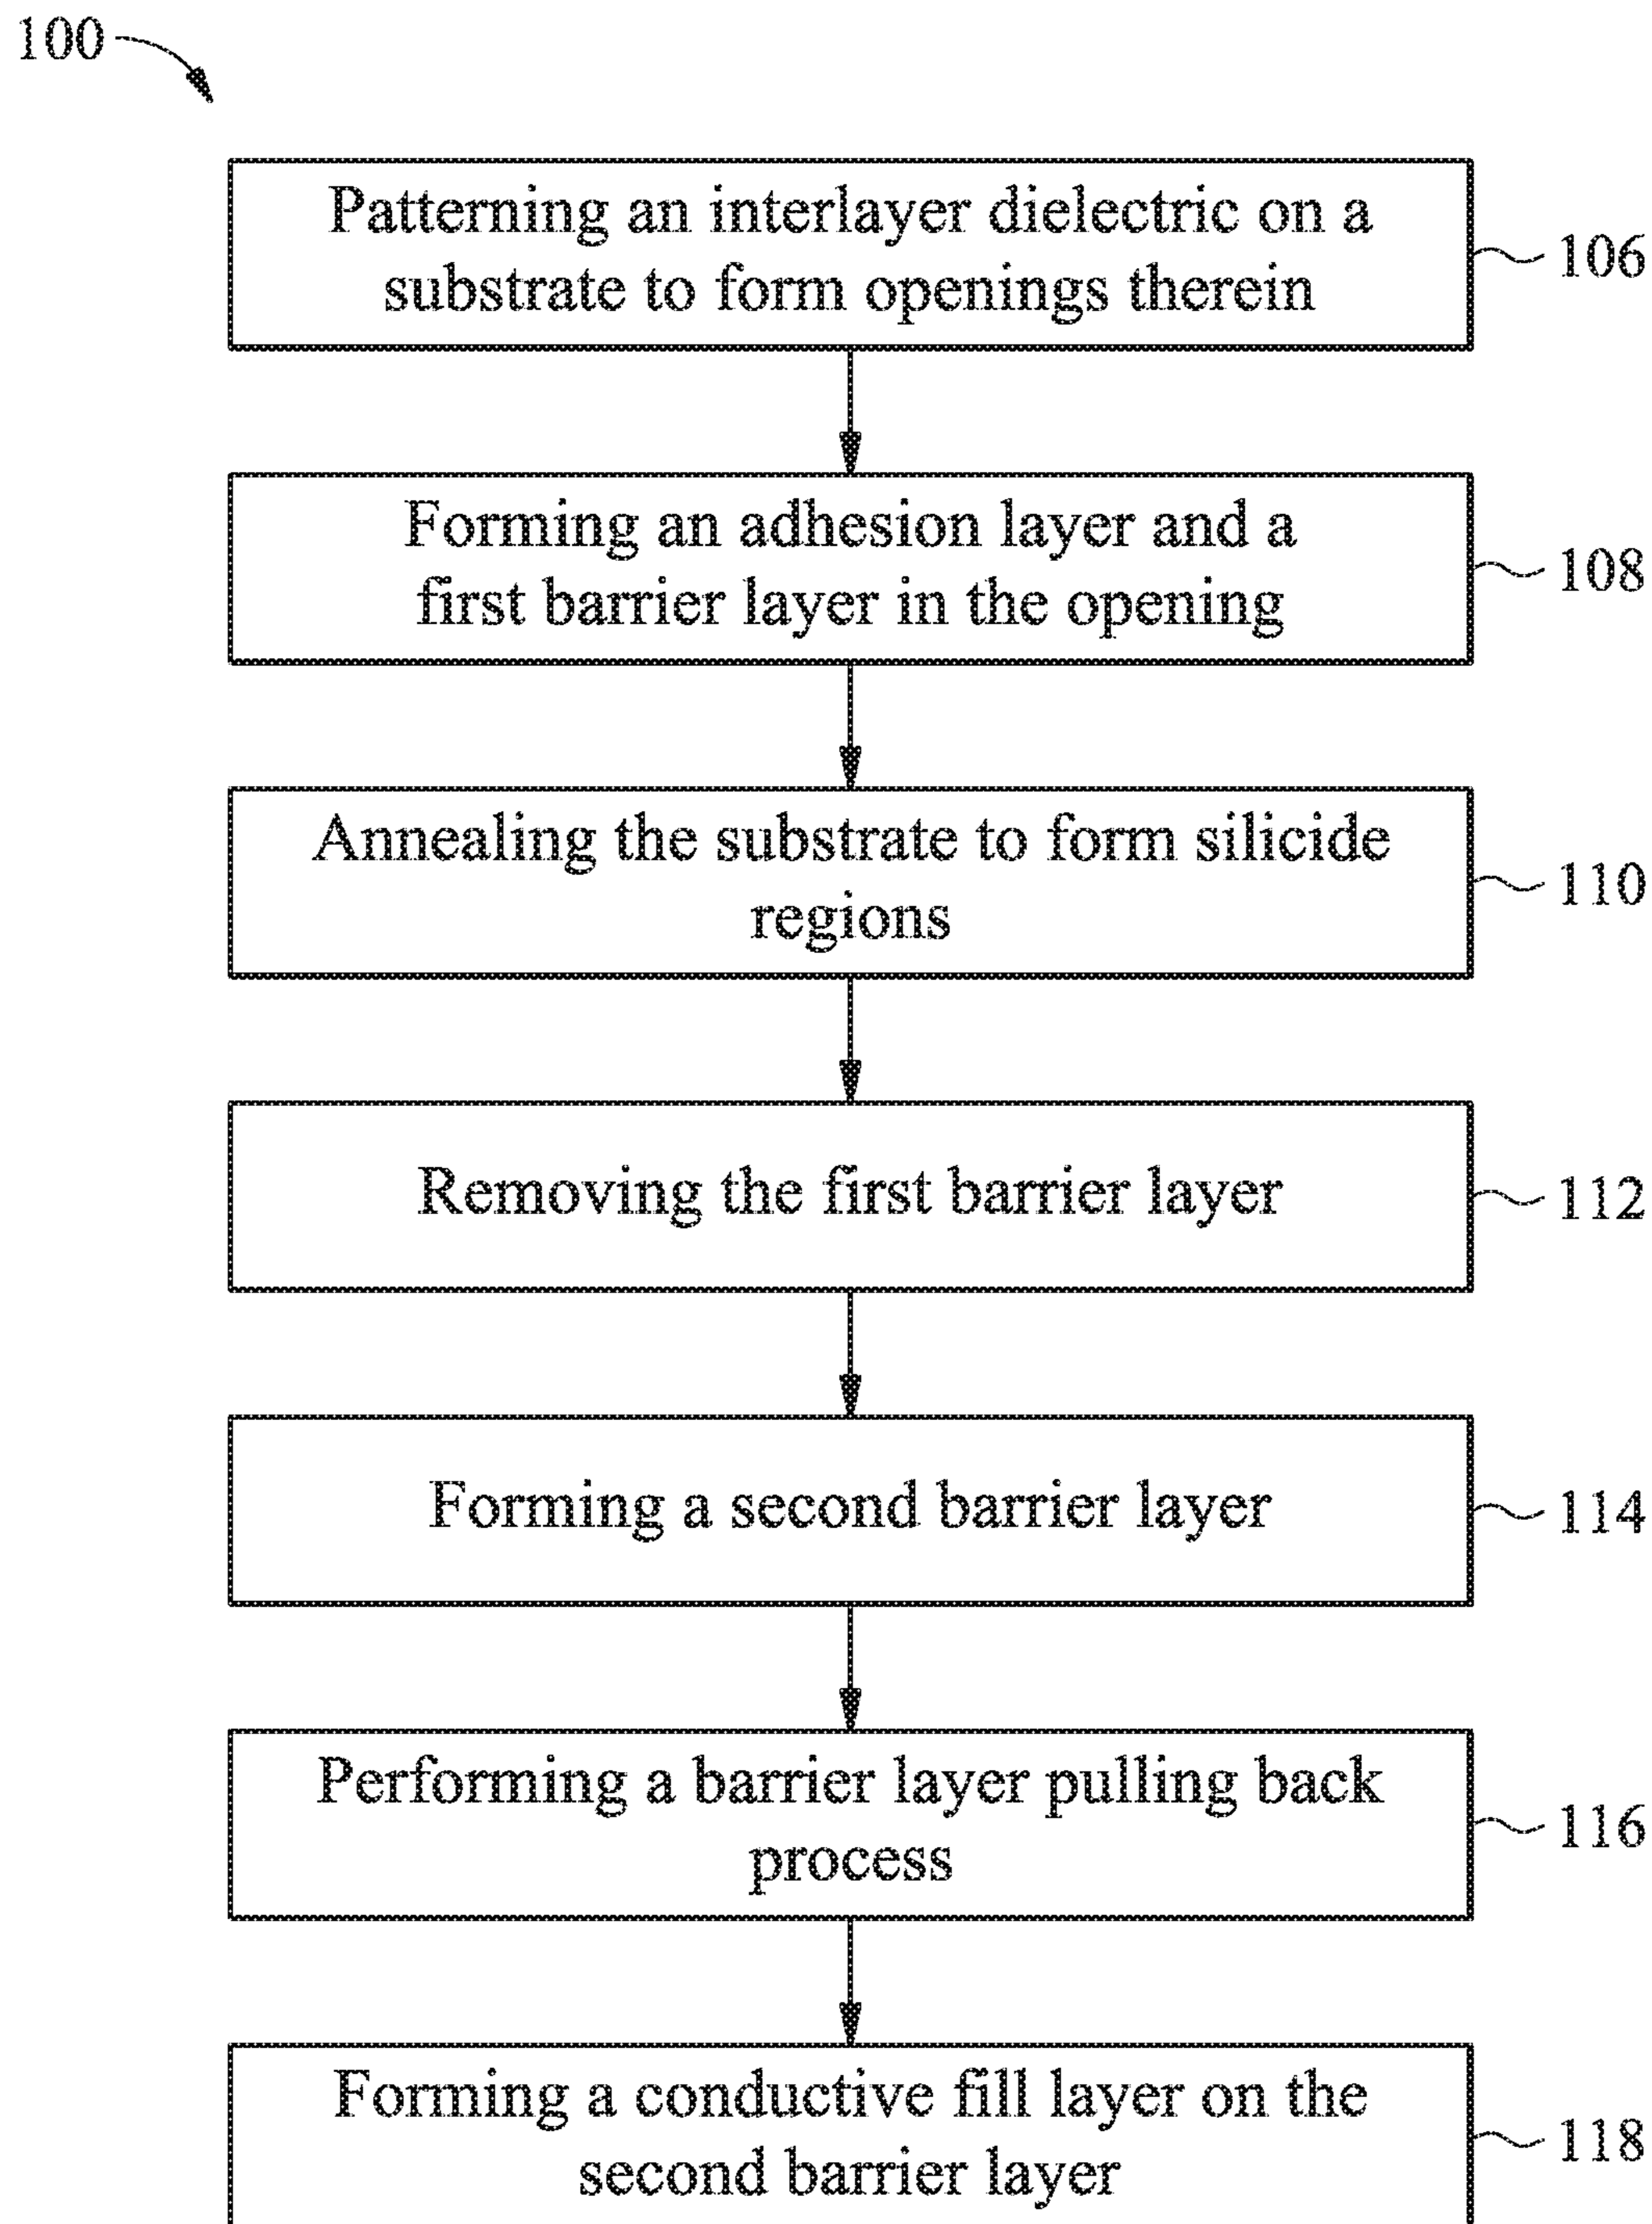 100
Patterning an interlayer dielectric on a
substrate to form openings therein
106
Forming an adhesion layer and a
first barrier layer in the opening
108
Annealing the substrate to form silicide
regions
110
Removing the first barrier layer
112
Forming a second barrier layer
114
Performing a barrier layer pulling back
process
116
Forming a conductive fill layer on the
second barrier layer
118